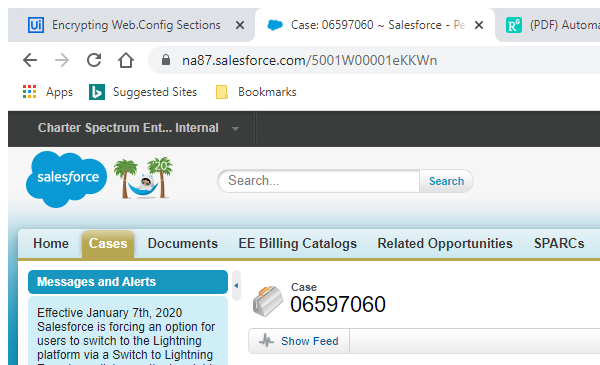 Encrypting Web.Config Sections
Case: 06597060 ~ Salesforce - Pe
(PDF) Automa
na87.salesforce.com/5001W00001eKKWn
Apps Suggested Sites Bookmarks
Charter Spectrum Ent... Internal
salesforce
20
Search... Search
Home Cases Documents EE Billing Catalogs Related Opportunities SPARCs
Messages and Alerts
Effective January 7th, 2020
Salesforce is forcing an option for
users to switch to the Lightning
platform via a Switch to Lightning
Case
06597060
Show Feed